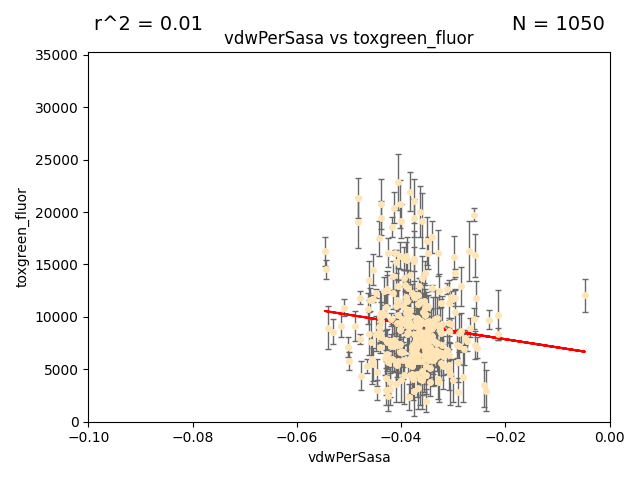 r^2 = 0.01
N = 1050
vdwPerSasa vs toxgreen_fluor
35000
30000
25000
20000
15000
10000
5000
0
toxgreen_fluor
−0.10
−0.08
−0.06
−0.04
−0.02
0.00
vdwPerSasa